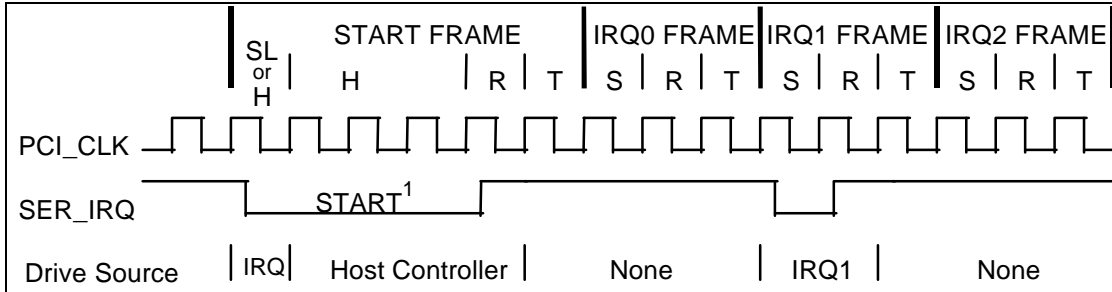 START FRAME IRQ0 FRAME IRQ1 FRAME IRQ2 FRAME
SL or H H R T S R T S R T S R T
PCI_CLK
SER_IRQ START1
Drive Source IRQ Host Controller None IRQ1 None